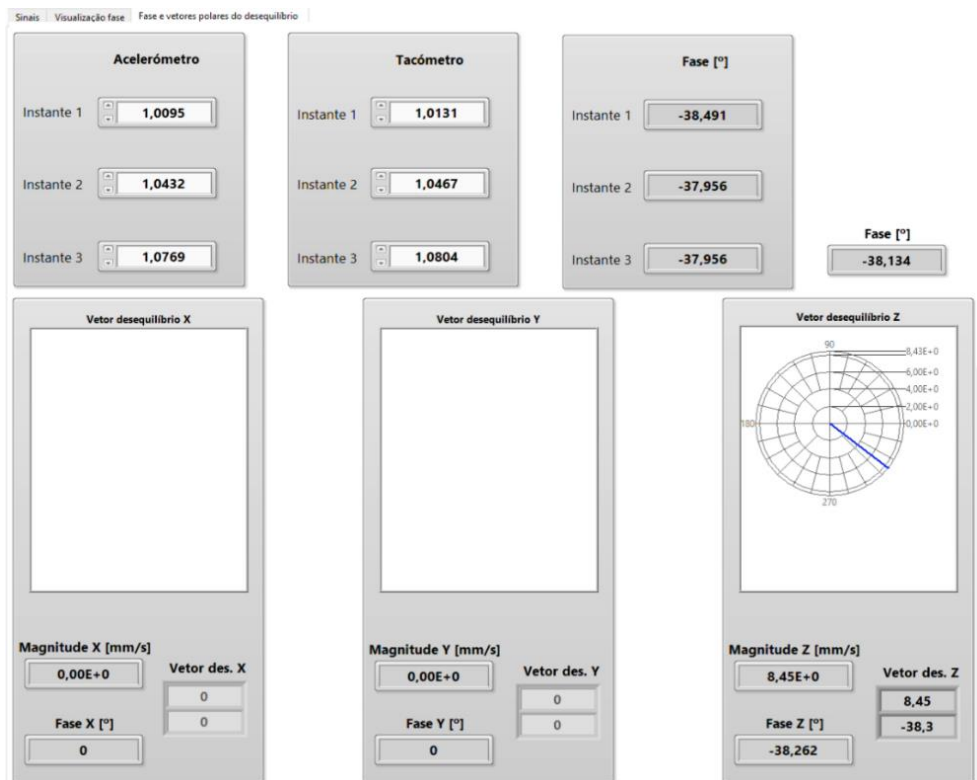 Sinais Visualização fase Fase e vetores polares do desequilíbrio
Acelerómetro
Instante 1 1,0095
Instante 2 1,0432
Instante 3 1,0769
Tacómetro
Instante 1 1,0131
Instante 2 1,0467
Instante 3 1,0804
Fase [º]
Instante 1 -38,491
Instante 2 -37,956
Instante 3 -37,956
Fase [º]
-38,134
Vetor desequilíbrio X
Magnitude X [mm/s]
0,00E+0
Fase X [º]
0
Vetor des. X
0
0
Vetor desequilíbrio Y
Magnitude Y [mm/s]
0,00E+0
Fase Y [º]
0
Vetor des. Y
0
0
Vetor desequilíbrio Z
90
8,43E+0
6,00E+0
4,00E+0
2,00E+0
180 0,00E+0
270
Magnitude Z [mm/s]
8,45E+0
Fase Z [º]
-38,262
Vetor des. Z
8,45
-38,3